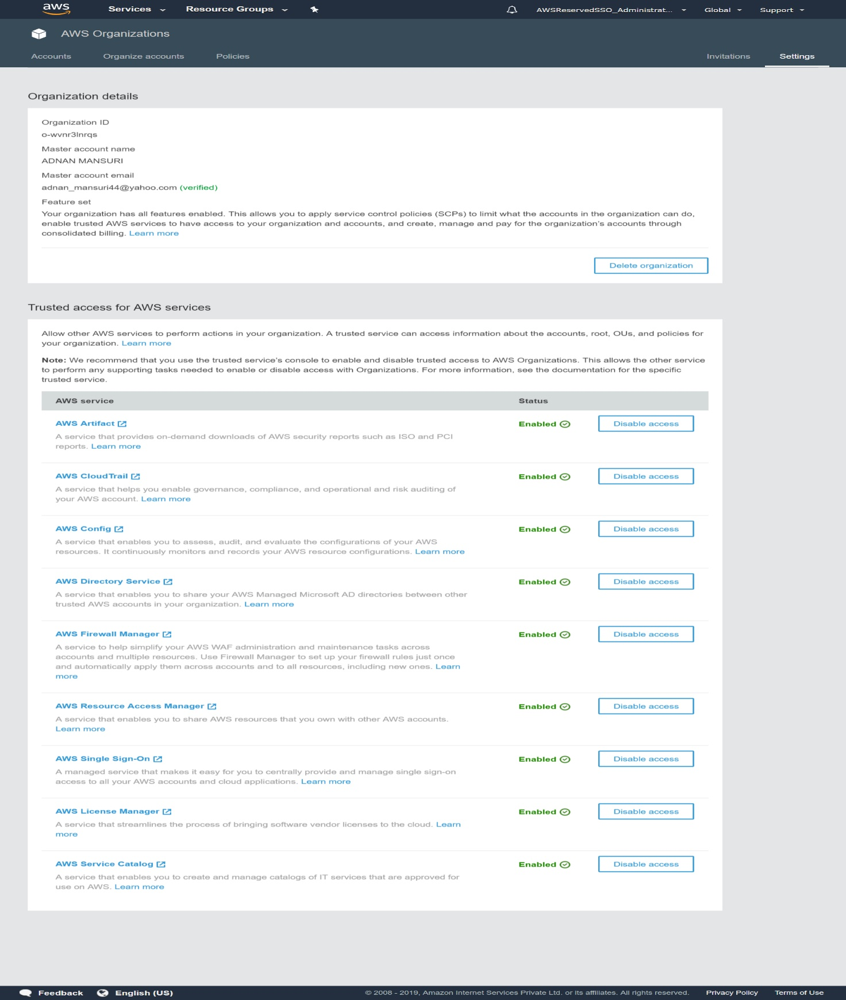 aws
Services
Resource Groups
AWSReservedSSO_Administrat...
Global
Support
AWS Organizations
Accounts
Organize accounts
Policies
Invitations
Settings
Organization details
Organization ID
o-wvnr3lnrqs
Master account name
ADNAN MANSURI
Master account email
adnan_mansuri44@yahoo.com (verified)
Feature set
Your organization has all features enabled. This allows you to apply service control policies (SCPs) to limit what the accounts in the organization can do,
enable trusted AWS services to have access to your organization and accounts, and create, manage and pay for the organization's accounts through
consolidated billing. Learn more
Delete organization
Trusted access for AWS services
Allow other AWS services to perform actions in your organization. A trusted service can access information about the accounts, root, OUs, and policies for
your organization. Learn more
Note: We recommend that you use the trusted service's console to enable and disable trusted access to AWS Organizations. This allows the other service
to perform any supporting tasks needed to enable or disable access with Organizations. For more information, see the documentation for the specific
trusted service.
AWS service Status
AWS Artifact Enabled Disable access
A service that provides on-demand downloads of AWS security reports such as ISO and PCI
reports. Learn more
AWS CloudTrail Enabled Disable access
A service that helps you enable governance, compliance, and operational and risk auditing of
your AWS account. Learn more
AWS Config Enabled Disable access
A service that enables you to assess, audit, and evaluate the configurations of your AWS
resources. It continuously monitors and records your AWS resource configurations. Learn more
AWS Directory Service Enabled Disable access
A service that enables you to share your AWS Managed Microsoft AD directories between other
trusted AWS accounts in your organization. Learn more
AWS Firewall Manager Enabled Disable access
A service to help simplify your AWS WAF administration and maintenance tasks across
accounts and multiple resources. Use Firewall Manager to set up your firewall rules just once
and automatically apply them across accounts and to all resources, including new ones. Learn
more
AWS Resource Access Manager Enabled Disable access
A service that enables you to share AWS resources that you own with other AWS accounts.
Learn more
AWS Single Sign-On Enabled Disable access
A managed service that makes it easy for you to centrally provide and manage single sign-on
access to all your AWS accounts and cloud applications. Learn more
AWS License Manager Enabled Disable access
A service that streamlines the process of bringing software vendor licenses to the cloud. Learn
more
AWS Service Catalog Enabled Disable access
A service that enables you to create and manage catalogs of IT services that are approved for
use on AWS. Learn more
Feedback
English (US)
© 2008 - 2019, Amazon Internet Services Private Ltd. or its affiliates. All rights reserved.
Privacy Policy
Terms of Use